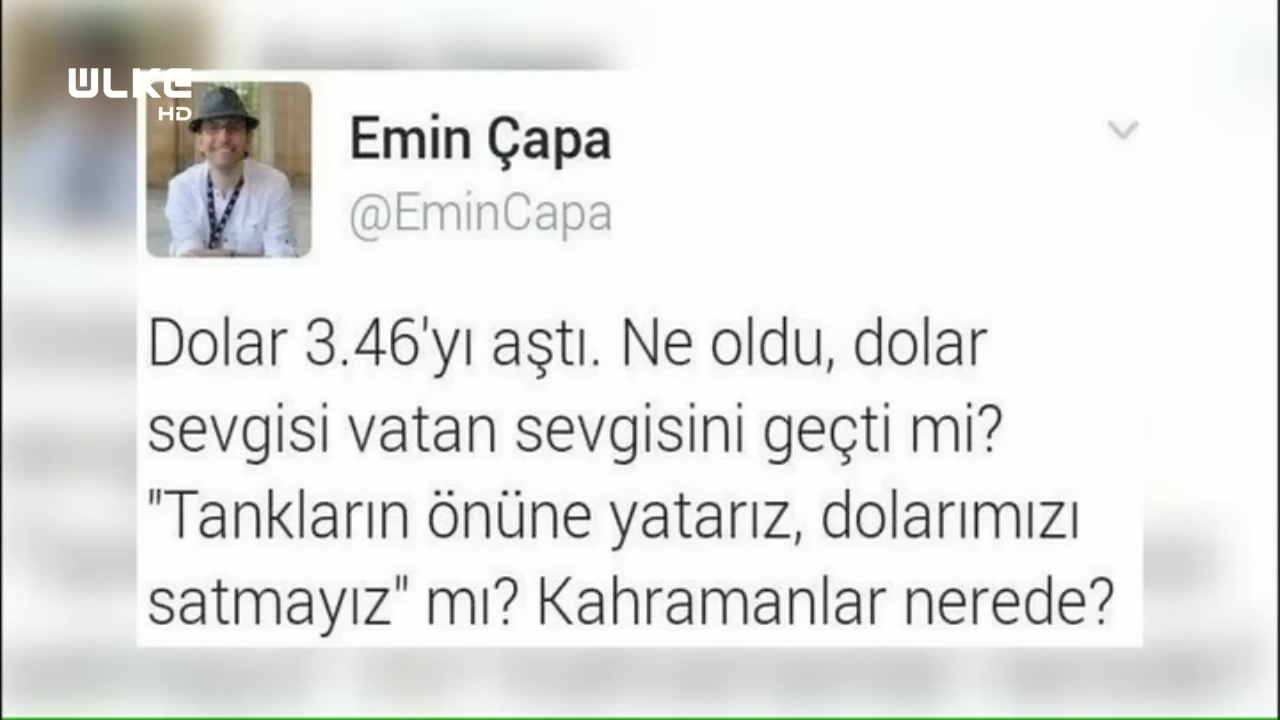 ULKE
HD
Emin Çapa
@EminCapa
Dolar 3.46'yı aştı. Ne oldu, dolar
sevgisi vatan sevgisini geçti mi?
"Tankların önüne yatarız, dolarımızı
satmayız" mı? Kahramanlar nerede?